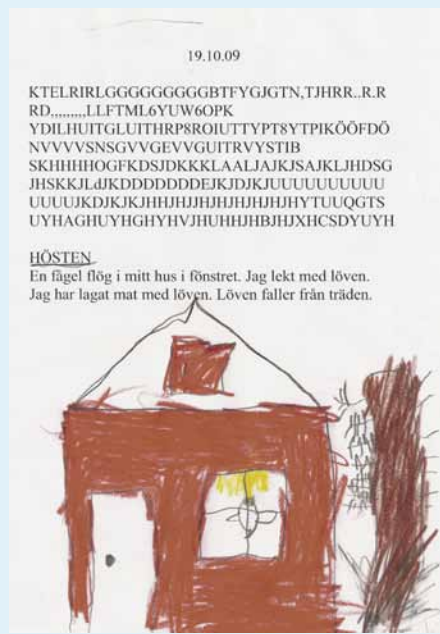 19.10.09
KTELRIRLGGGGGGGGGBTFYGJGTN,TJHRR..R.R
RD,,,,,,,,,LLFTML6YUW6OPK
YDILHUITGLUITHRP8ROIUTTYPT8YTPIKÖÖFDÖ
NVVVVSNSGVVGEVVGUITRVYSTIB
SKHHHHOGFKDSJDKKKLAALJAJKJSAJKLJHDSG
JHSKKJLdJKDDDDDDDEJKJDJKJUUUUUUUUUU
UUUUJKDJKJKJHHJHJJHJHJHJHJHJHYTUUQGTS
UYHAGHUYHGHYHVJHUHHJHBJHJXHCSDYUYH
HÖSTEN
En fågel flög i mitt hus i fönstret. Jag lekt med löven.
Jag har lagat mat med löven. Löven faller från träden.